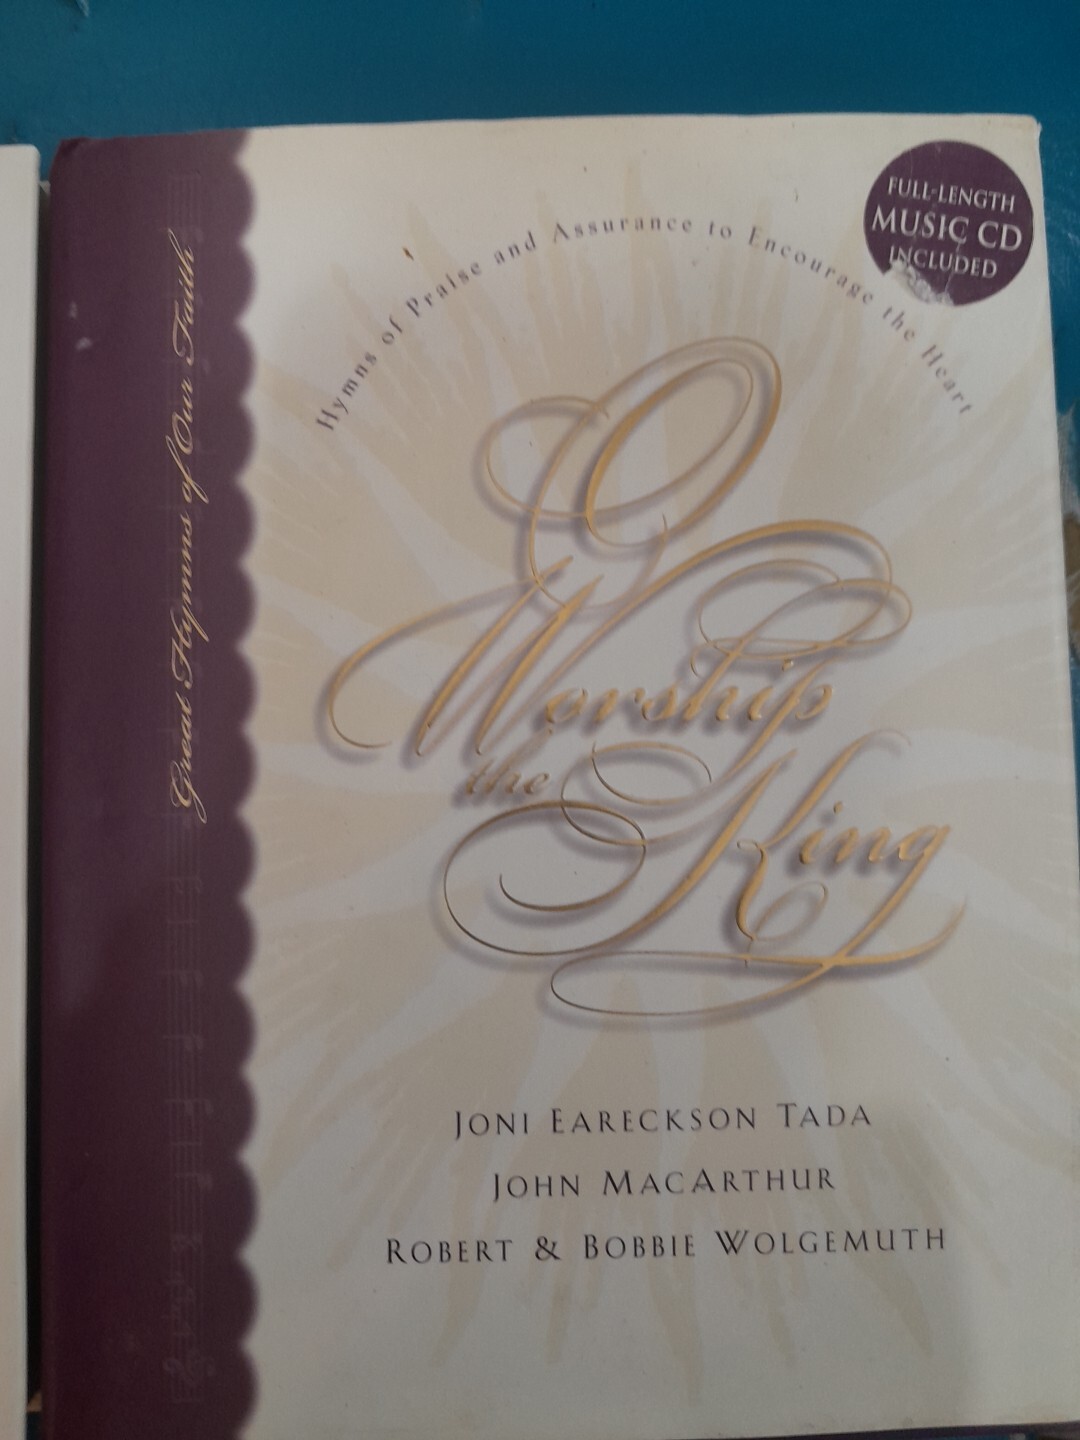 FULL-LENGTH
MUSIC CD
INCLUDED
Hymns of Praise and Assurance to Encourage the Heart
Great Hymns of Our Faith
O
Worship
the King
JONI EARECKSON TADA
JOHN MACARTHUR
ROBERT & BOBBIE WOLGEMUTH